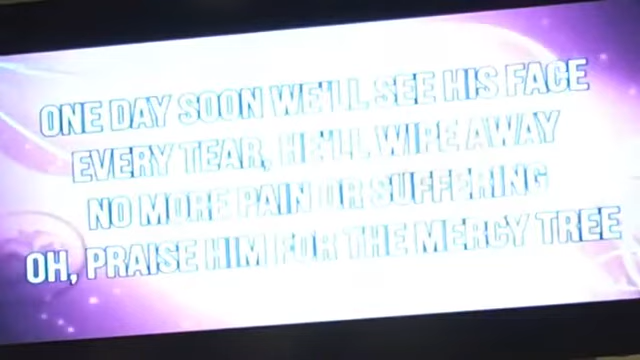 ONE DAY SOON WE'LL SEE HIS FACE
EVERY TEAR, HE'LL WIPE AWAY
NO MORE PAIN OR SUFFERING
OH, PRAISE HIM FOR THE MERCY TREE